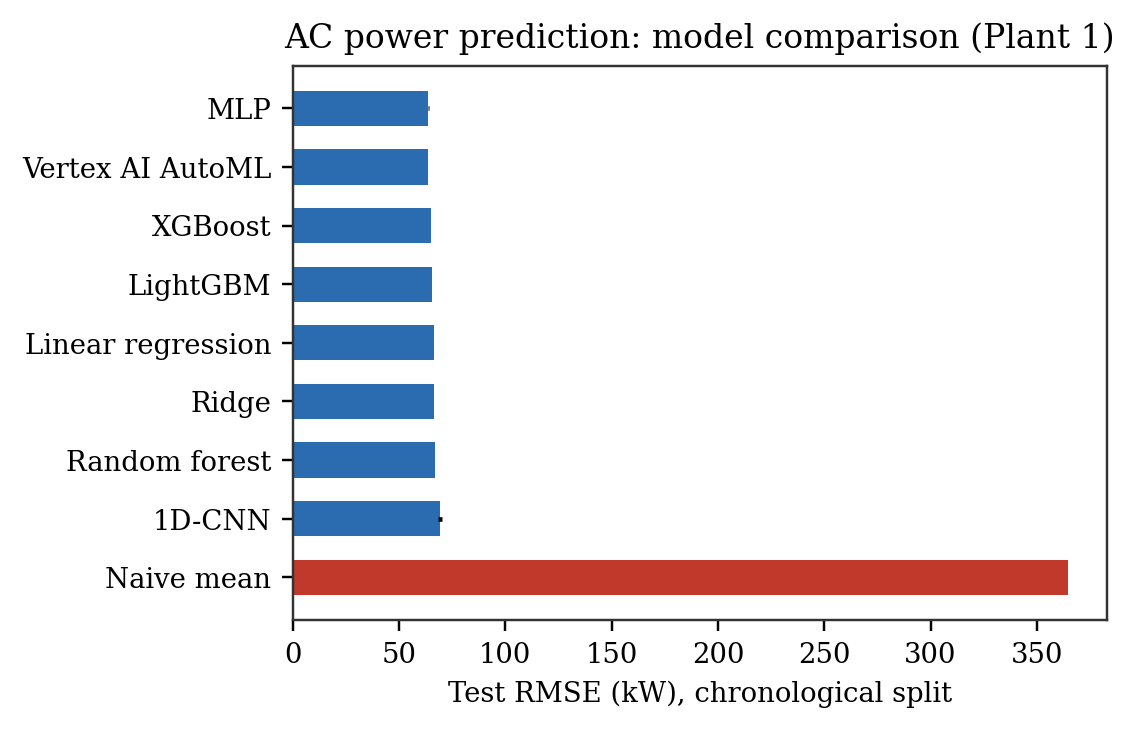 AC power prediction: model comparison (Plant 1)
MLP
Vertex AI AutoML
XGBoost
LightGBM
Linear regression
Ridge
Random forest
1D-CNN
Naive mean
0 50 100 150 200 250 300 350
Test RMSE (kW), chronological split